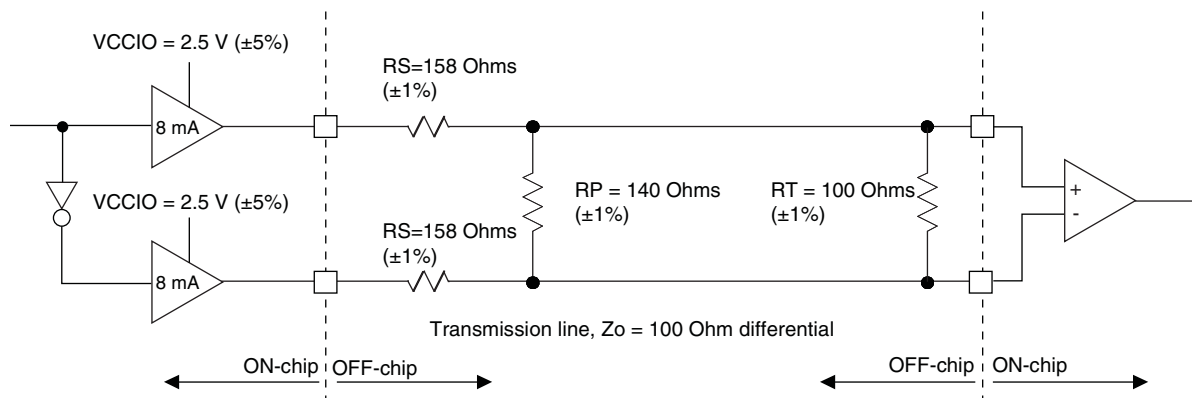 VCCIO = 2.5 V (±5%)
8 mA
RS=158 Ohms
(±1%)
RP = 140 Ohms
(±1%)
RT = 100 Ohms
(±1%)
+
-
VCCIO = 2.5 V (±5%)
8 mA
RS=158 Ohms
(±1%)
Transmission line, Zo = 100 Ohm differential
ON-chip
OFF-chip
OFF-chip
ON-chip